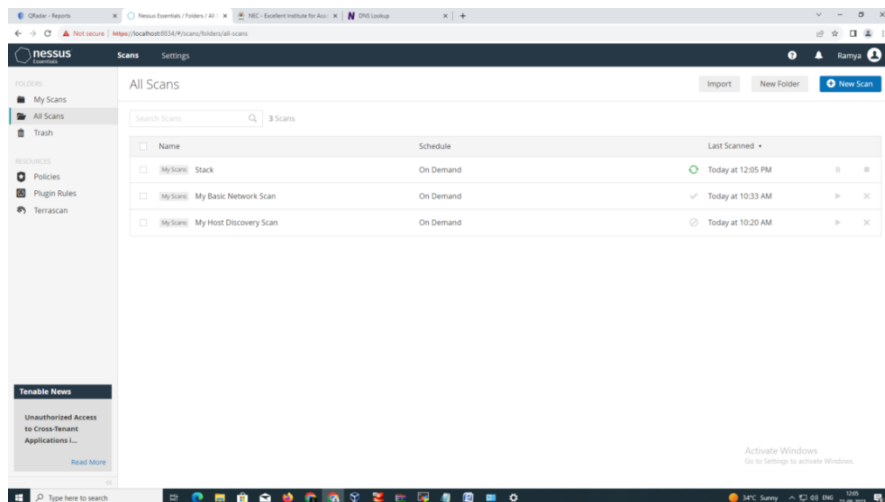 QRadar - Reports
Nessus Essentials / Folders / All S
NEC - Excellent Institute for Acc
DNS Lookup
Not secure | https://localhost:8834/#/scans/folders/all-scans
nessus
Essentials
Scans Settings
Ramya
FOLDERS
My Scans
All Scans
Trash
RESOURCES
Policies
Plugin Rules
Terrascan
All Scans
Import New Folder New Scan
Search Scans 3 Scans
Name Schedule Last Scanned
My Scans Stack On Demand Today at 12:05 PM
My Scans My Basic Network Scan On Demand Today at 10:33 AM
My Scans My Host Discovery Scan On Demand Today at 10:20 AM
Tenable News
Unauthorized Access
to Cross-Tenant
Applications i...
Read More
Activate Windows
Go to Settings to activate Windows.
Type here to search
34°C Sunny ENG 12:05